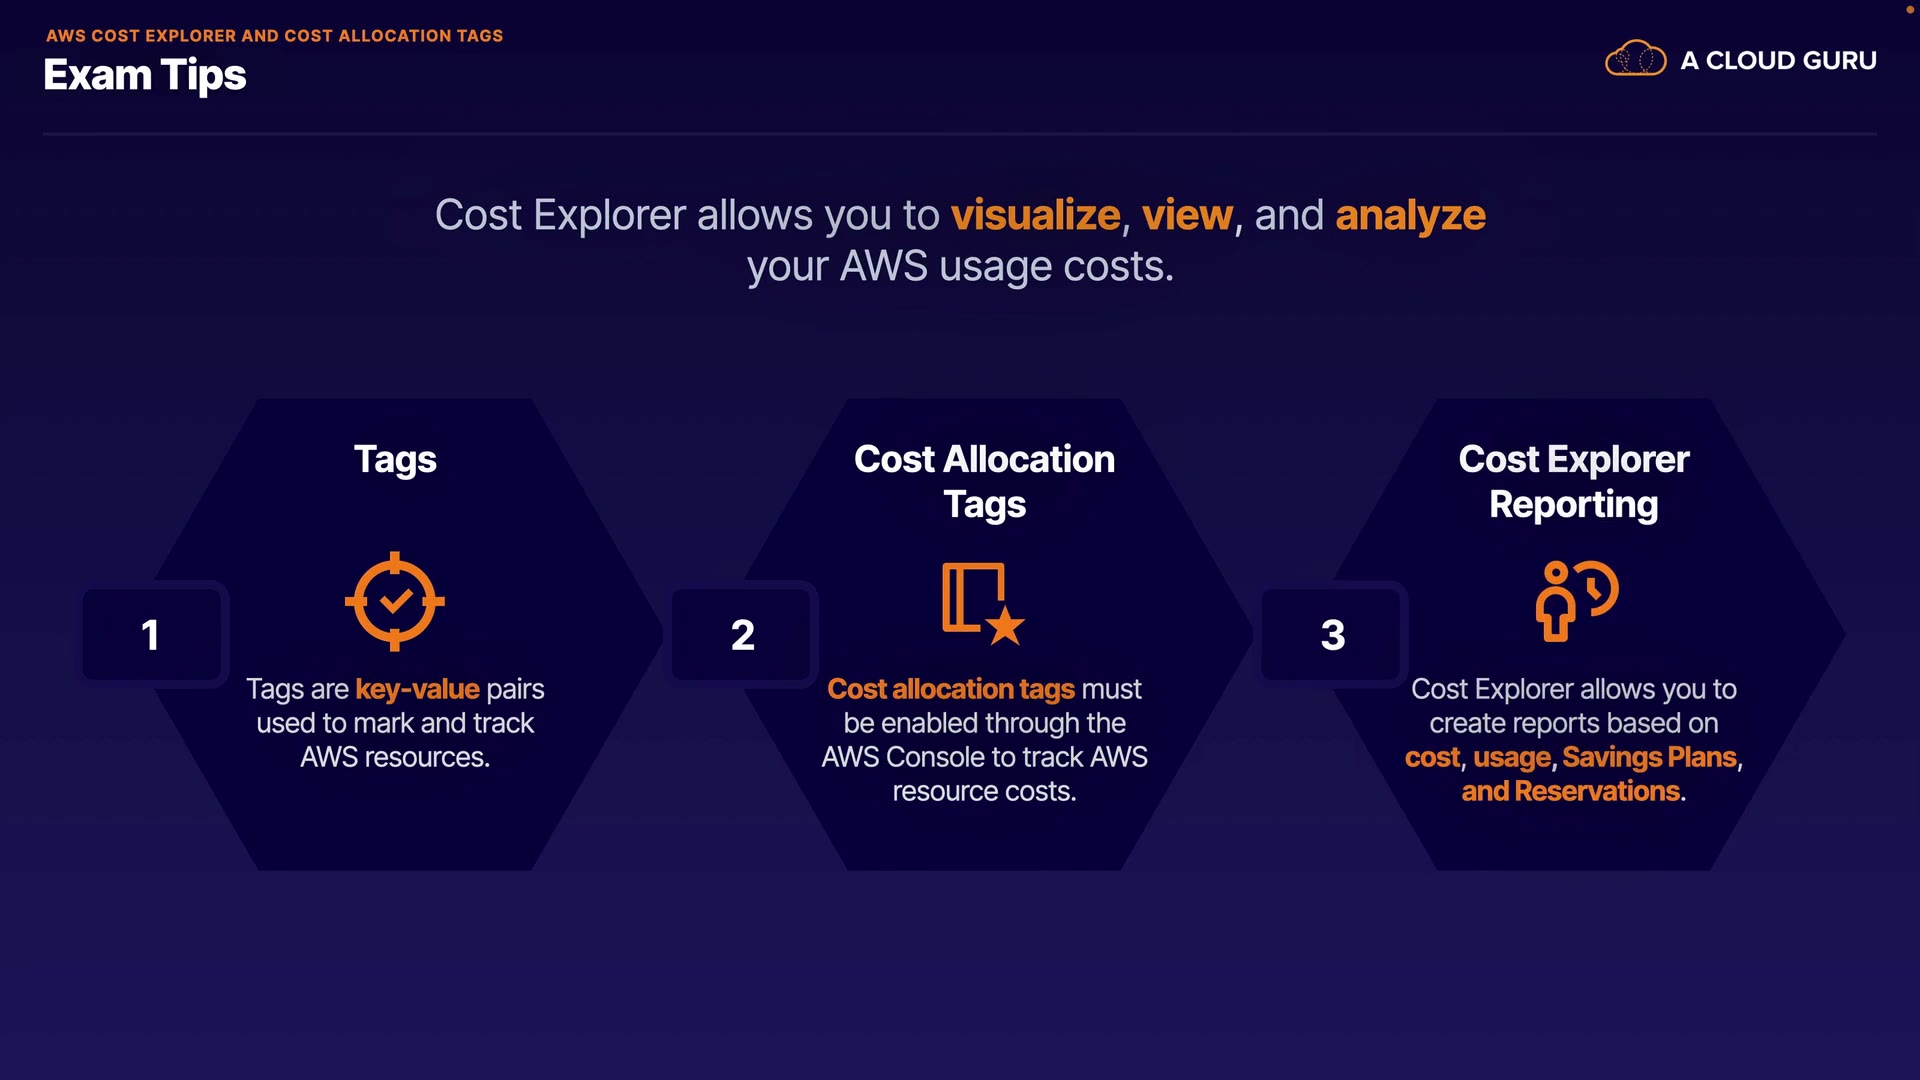 AWS COST EXPLORER AND COST ALLOCATION TAGS
Exam Tips
A CLOUD GURU
Cost Explorer allows you to visualize, view, and analyze
your AWS usage costs.
1
Tags
Tags are key-value pairs
used to mark and track
AWS resources.
2
Cost Allocation
Tags
Cost allocation tags must
be enabled through the
AWS Console to track AWS
resource costs.
3
Cost Explorer
Reporting
Cost Explorer allows you to
create reports based on
cost, usage, Savings Plans,
and Reservations.